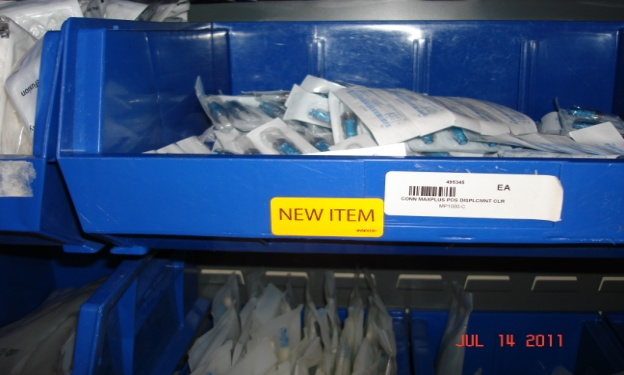 495345
EA
CONN MAXPLUS POS DISPLCMNT CLR
MP1000-C
NEW ITEM
JUL 14 2011